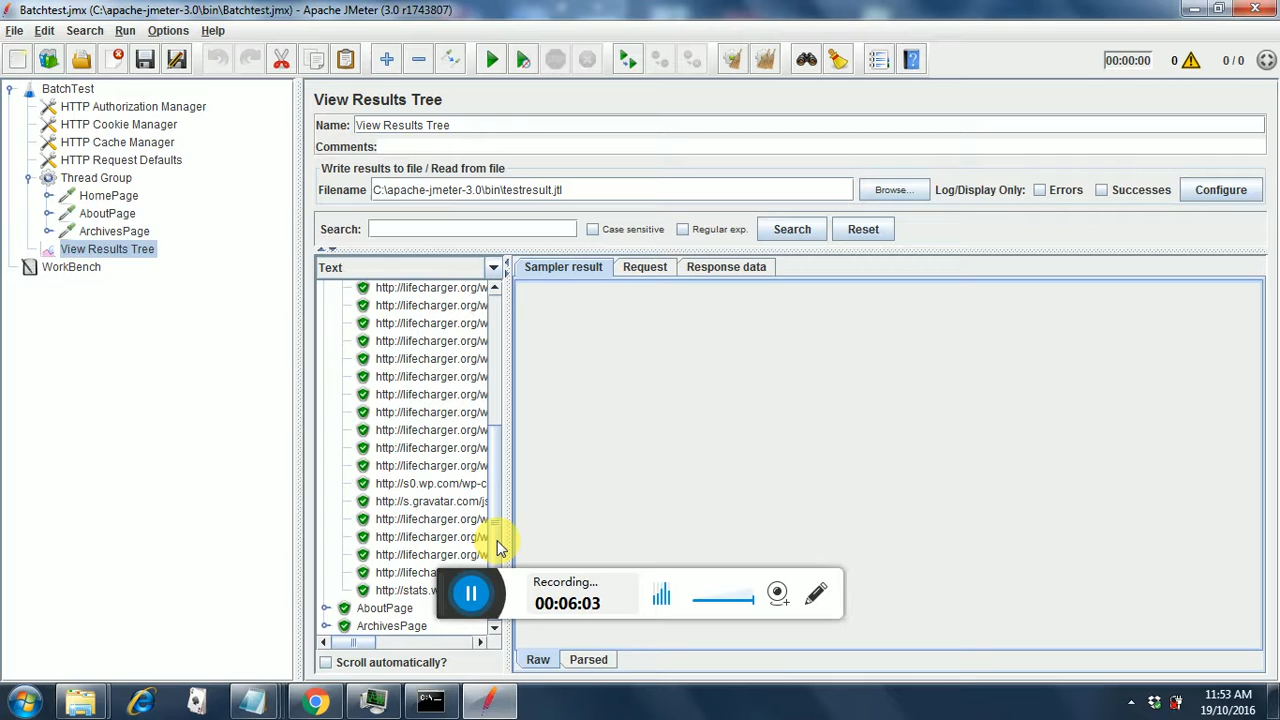 Batchtest.jmx (C:\apache-jmeter-3.0\bin\Batchtest.jmx) - Apache JMeter (3.0 r1743807)
File Edit Search Run Options Help
00:00:00 0 0 / 0
BatchTest
HTTP Authorization Manager
HTTP Cookie Manager
HTTP Cache Manager
HTTP Request Defaults
Thread Group
HomePage
AboutPage
ArchivesPage
View Results Tree
WorkBench
View Results Tree
Name: View Results Tree
Comments:
Write results to file / Read from file
Filename C:\apache-jmeter-3.0\bin\testresult.jtl Browse... Log/Display Only: Errors Successes Configure
Search: Case sensitive Regular exp. Search Reset
Text
Sampler result Request Response data
http://lifecharger.org/w
http://lifecharger.org/w
http://lifecharger.org/w
http://lifecharger.org/w
http://lifecharger.org/w
http://lifecharger.org/w
http://lifecharger.org/w
http://lifecharger.org/w
http://lifecharger.org/w
http://lifecharger.org/w
http://lifecharger.org/w
http://s0.wp.com/wp-c
http://s.gravatar.com/js
http://lifecharger.org/w
http://lifecharger.org/w
http://lifecharger.org/w
http://lifecha
http://stats.w
AboutPage
ArchivesPage
Scroll automatically?
Raw Parsed
Recording...
00:06:03
11:53 AM
19/10/2016